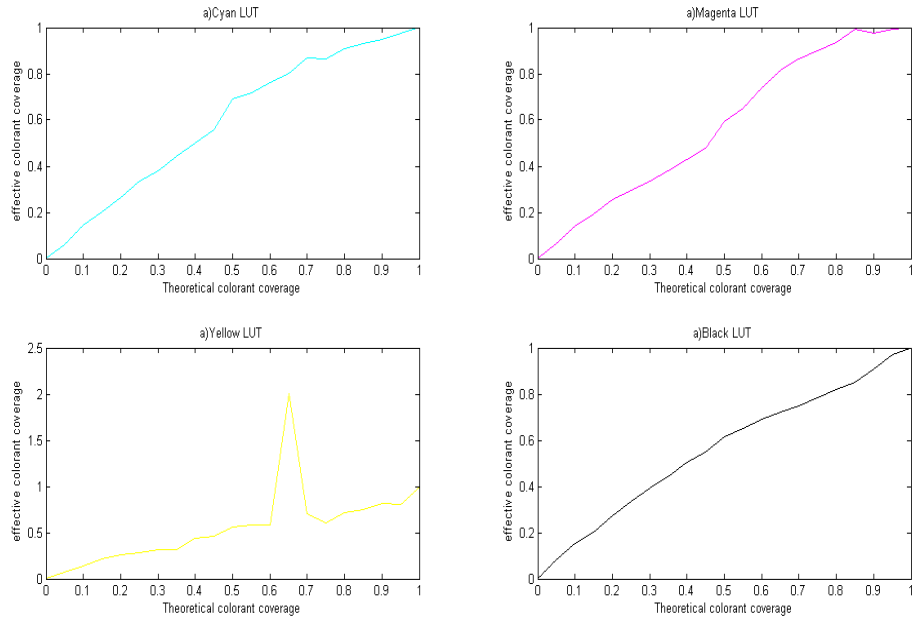 a)Cyan LUT
effective colorant coverage
1
0.8
0.6
0.4
0.2
0
0 0.1 0.2 0.3 0.4 0.5 0.6 0.7 0.8 0.9 1
Theoretical colorant coverage
a)Magenta LUT
effective colorant coverage
1
0.8
0.6
0.4
0.2
0
0 0.1 0.2 0.3 0.4 0.5 0.6 0.7 0.8 0.9 1
Theoretical colorant coverage
a)Yellow LUT
effective colorant coverage
2.5
2
1.5
1
0.5
0
0 0.1 0.2 0.3 0.4 0.5 0.6 0.7 0.8 0.9 1
Theoretical colorant coverage
a)Black LUT
effective colorant coverage
1
0.8
0.6
0.4
0.2
0
0 0.1 0.2 0.3 0.4 0.5 0.6 0.7 0.8 0.9 1
Theoretical colorant coverage